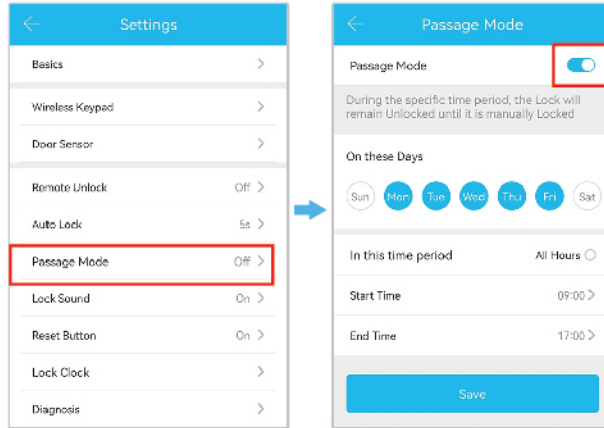 Settings
Basics
Wireless Keypad
Door Sensor
Remote Unlock Off
Auto Lock 5s
Passage Mode Off
Lock Sound On
Reset Button On
Lock Clock
Diagnosis
Passage Mode
Passage Mode
During the specific time period, the Lock will
remain Unlocked until it is manually Locked
On these Days
Sun Mon Tue Wed Thu Fri Sat
In this time period All Hours
Start Time 09:00
End Time 17:00
Save